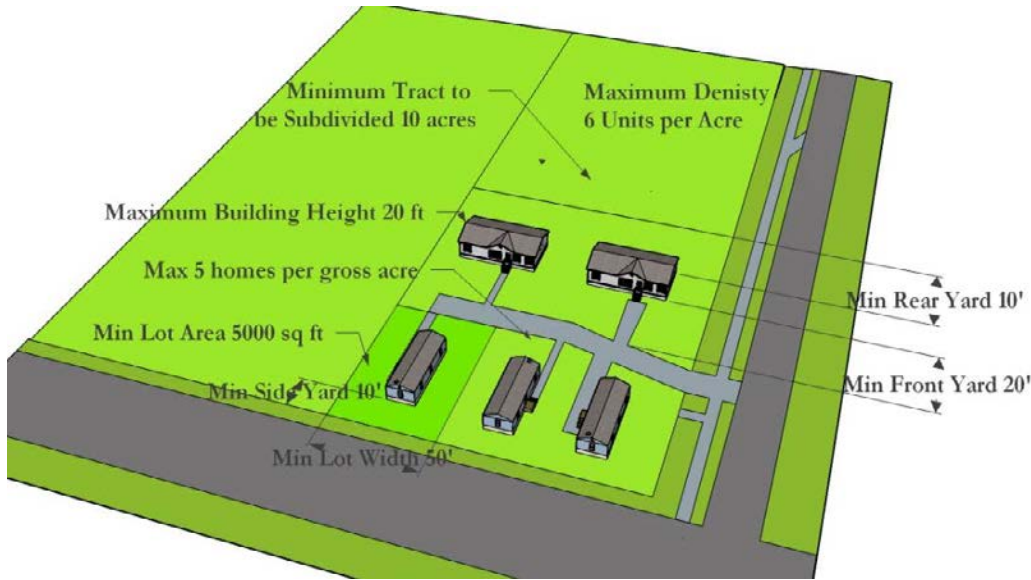 Minimum Tract to
be Subdivided 10 acres
Maximum Denisty
6 Units per Acre
Maximum Building Height 20 ft
Max 5 homes per gross acre
Min Rear Yard 10'
Min Lot Area 5000 sq ft
Min Side Yard 10'
Min Front Yard 20'
Min Lot Width 50'